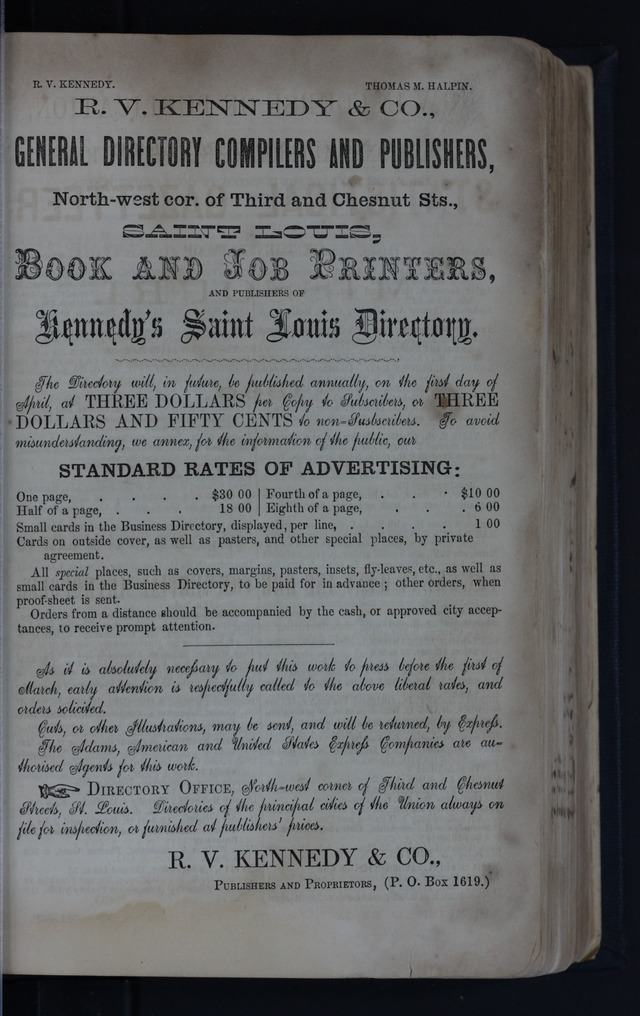 R. V. KENNEDY. THOMAS M. HALPIN.
R. V. KENNEDY & CO.,
GENERAL DIRECTORY COMPILERS AND PUBLISHERS,
North-west cor. of Third and Chesnut Sts.,
SAINT LOUIS,
BOOK AND JOB PRINTERS,
AND PUBLISHERS OF
Kennedy's Saint Louis Directory.
The Directory will, in future, be published annually, on the first day of
April, at THREE DOLLARS per Copy to Subscribers, or THREE
DOLLARS AND FIFTY CENTS to non-Susbscribers. To avoid
misunderstanding, we annex, for the information of the public, our
STANDARD RATES OF ADVERTISING:
One page, . . . . $30 00 | Fourth of a page, . . . $10 00
Half of a page, . . . 18 00 | Eighth of a page, . . . 6 00
Small cards in the Business Directory, displayed, per line, . . . . 1 00
Cards on outside cover, as well as pasters, and other special places, by private
agreement.
All special places, such as covers, margins, pasters, insets, fly-leaves, etc., as well as
small cards in the Business Directory, to be paid for in advance; other orders, when
proof-sheet is sent.
Orders from a distance should be accompanied by the cash, or approved city accep-
tances, to receive prompt attention.
As it is absolutely necessary to put this work to press before the first of
March, early attention is respectfully called to the above liberal rates, and
orders solicited.
Cuts, or other Illustrations, may be sent, and will be returned, by Express.
The Adams, American and United States Express Companies are au-
thorised Agents for this work.
☞ DIRECTORY OFFICE, North-west corner of Third and Chesnut
Streets, St. Louis. Directories of the principal cities of the Union always on
file for inspection, or furnished at publishers' prices.
R. V. KENNEDY & CO.,
PUBLISHERS AND PROPRIETORS, (P. O. Box 1619.)